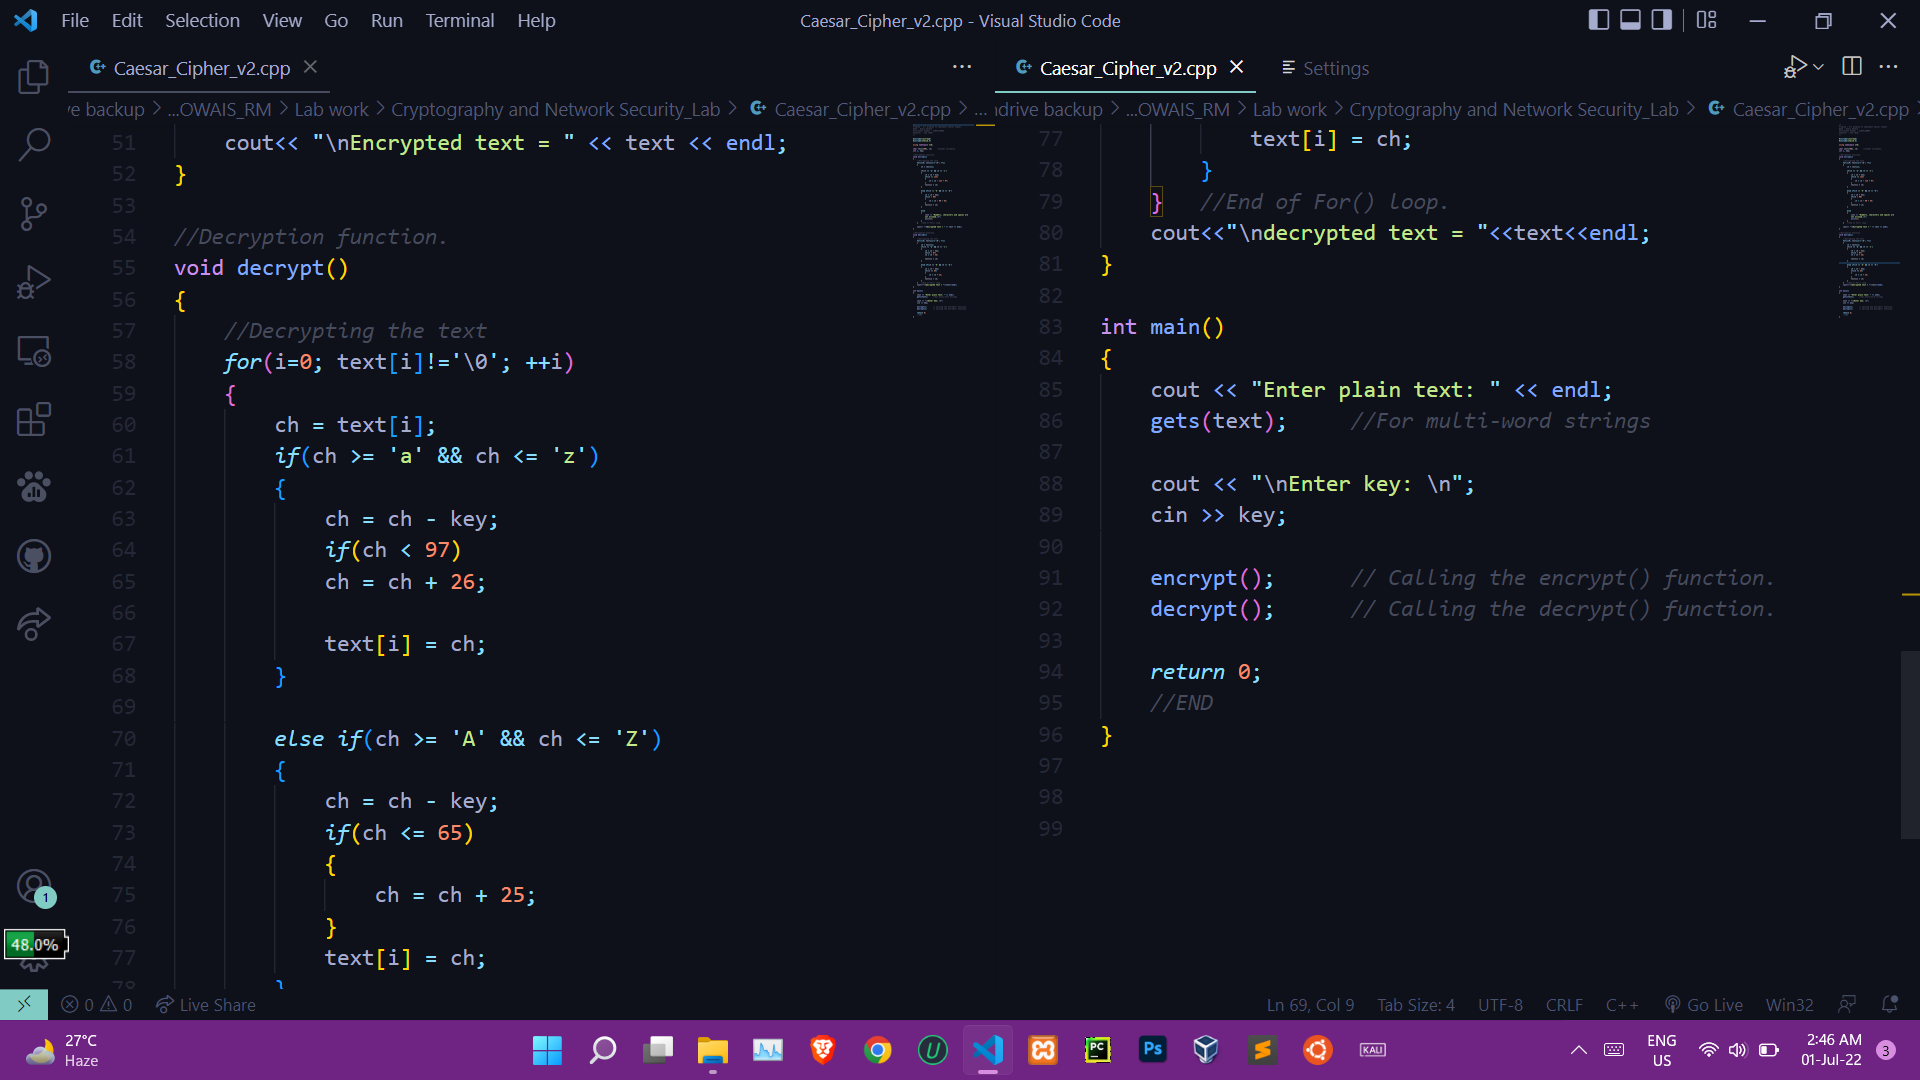 File Edit Selection View Go Run Terminal Help
Caesar_Cipher_v2.cpp - Visual Studio Code
Caesar_Cipher_v2.cpp
ve backup > ...OWAIS_RM > Lab work > Cryptography and Network Security_Lab > Caesar_Cipher_v2.cpp > ...
51 cout<< "\nEncrypted text = " << text << endl;
52 }
53
54 //Decryption function.
55 void decrypt()
56 {
57 //Decrypting the text
58 for(i=0; text[i]!='\0'; ++i)
59 {
60 ch = text[i];
61 if(ch >= 'a' && ch <= 'z')
62 {
63 ch = ch - key;
64 if(ch < 97)
65 ch = ch + 26;
66
67 text[i] = ch;
68 }
69
70 else if(ch >= 'A' && ch <= 'Z')
71 {
72 ch = ch - key;
73 if(ch <= 65)
74 {
75 ch = ch + 25;
76 }
77 text[i] = ch;
78 }
Caesar_Cipher_v2.cpp Settings
ndrive backup > ...OWAIS_RM > Lab work > Cryptography and Network Security_Lab > Caesar_Cipher_v2.cpp >
77 text[i] = ch;
78 }
79 } //End of For() loop.
80 cout<<"\ndecrypted text = "<<text<<endl;
81 }
82
83 int main()
84 {
85 cout << "Enter plain text: " << endl;
86 gets(text); //For multi-word strings
87
88 cout << "\nEnter key: \n";
89 cin >> key;
90
91 encrypt(); // Calling the encrypt() function.
92 decrypt(); // Calling the decrypt() function.
93
94 return 0;
95 //END
96 }
97
98
99
1
48.0%
0 0 Live Share
Ln 69, Col 9 Tab Size: 4 UTF-8 CRLF C++ Go Live Win32
27°C
Haze
PC
Ps
KALI
ENG
US
2:46 AM
01-Jul-22
3